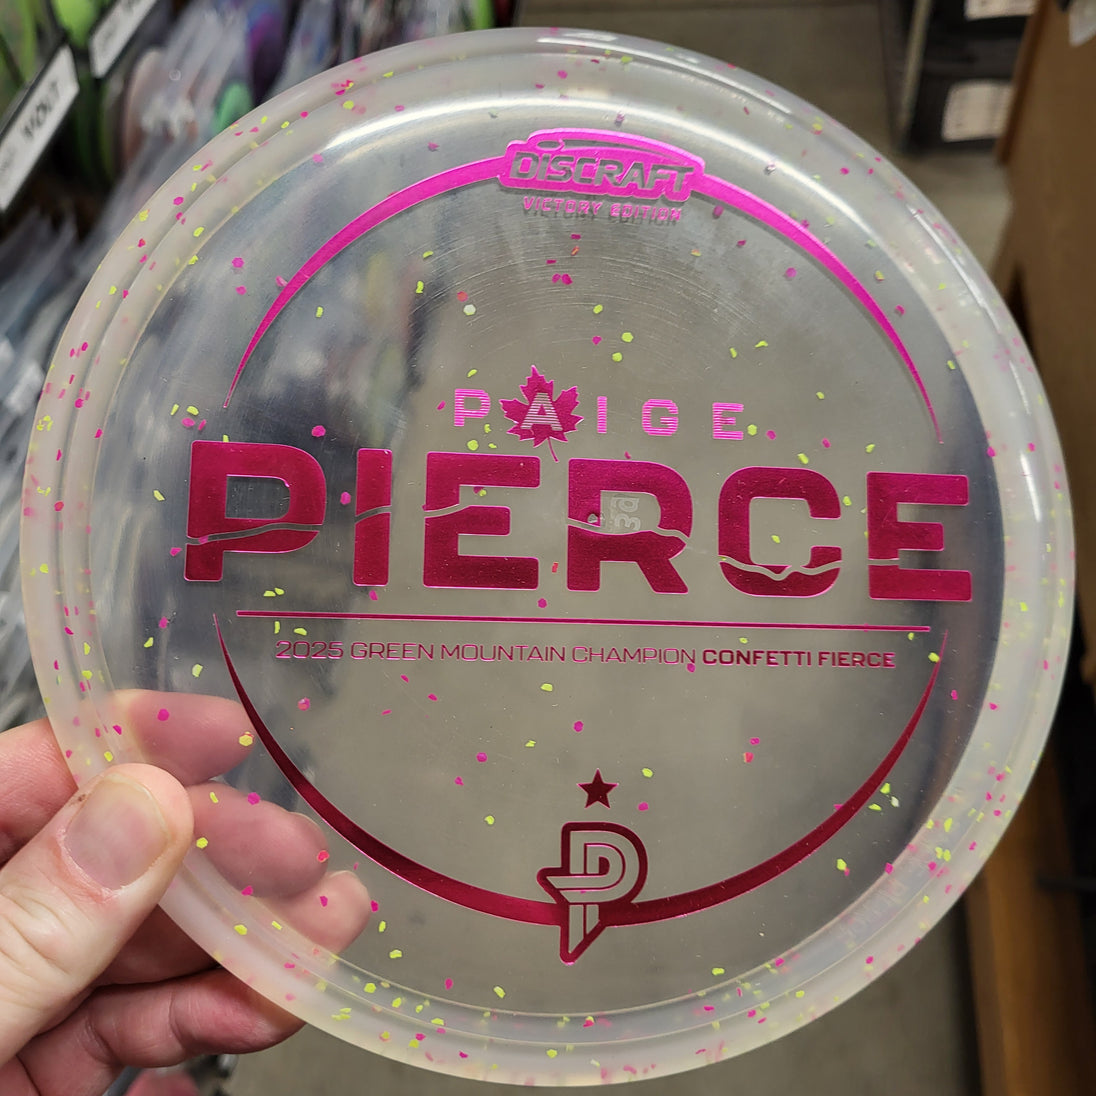 DISCRAFT
VICTORY EDITION
PAIGE
PIERCE
2025 GREEN MOUNTAIN CHAMPION CONFETTI FIERCE